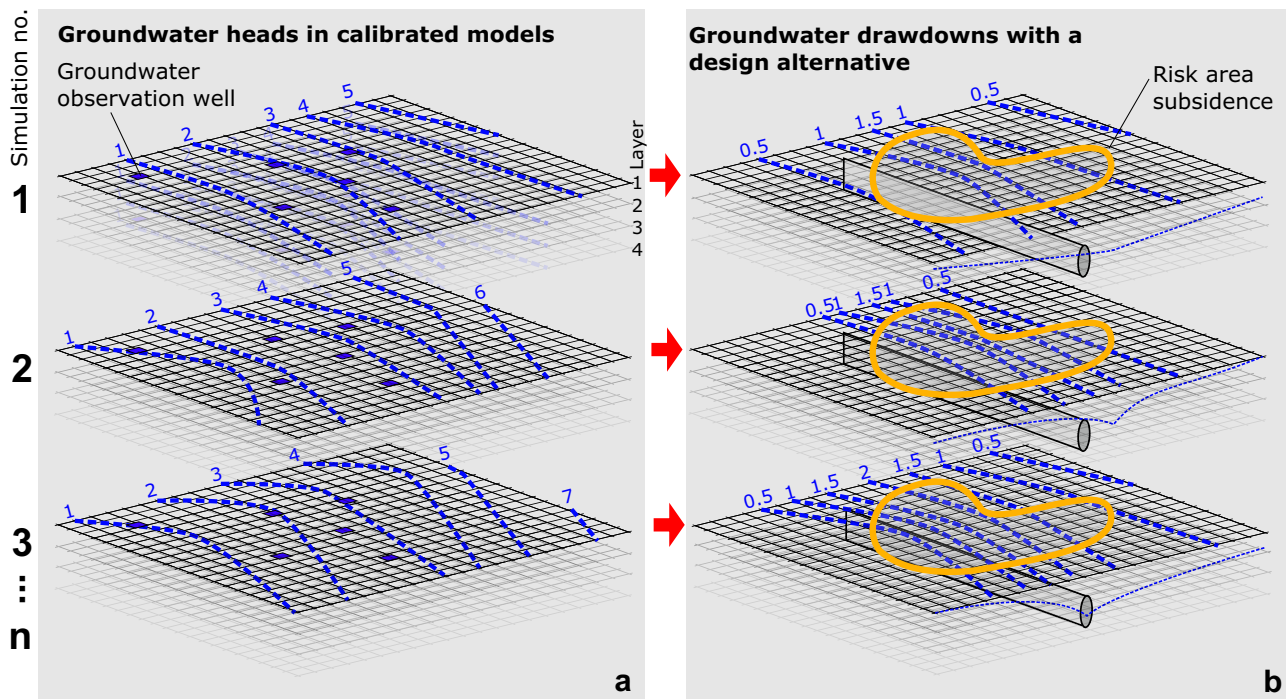 Simulation no.
Groundwater heads in calibrated models
Groundwater
observation well
1
1 2 3 4 5
Layer
1
2
3
4
2
1 2 3 4 5 6
3
1 2 3 4 5 7
...
n
a
Groundwater drawdowns with a
design alternative
Risk area
subsidence
0.5 1 1.5 1 0.5
0.5 1 1.5 1 0.5
0.5 1 1.5 2 1.5 1 0.5
b